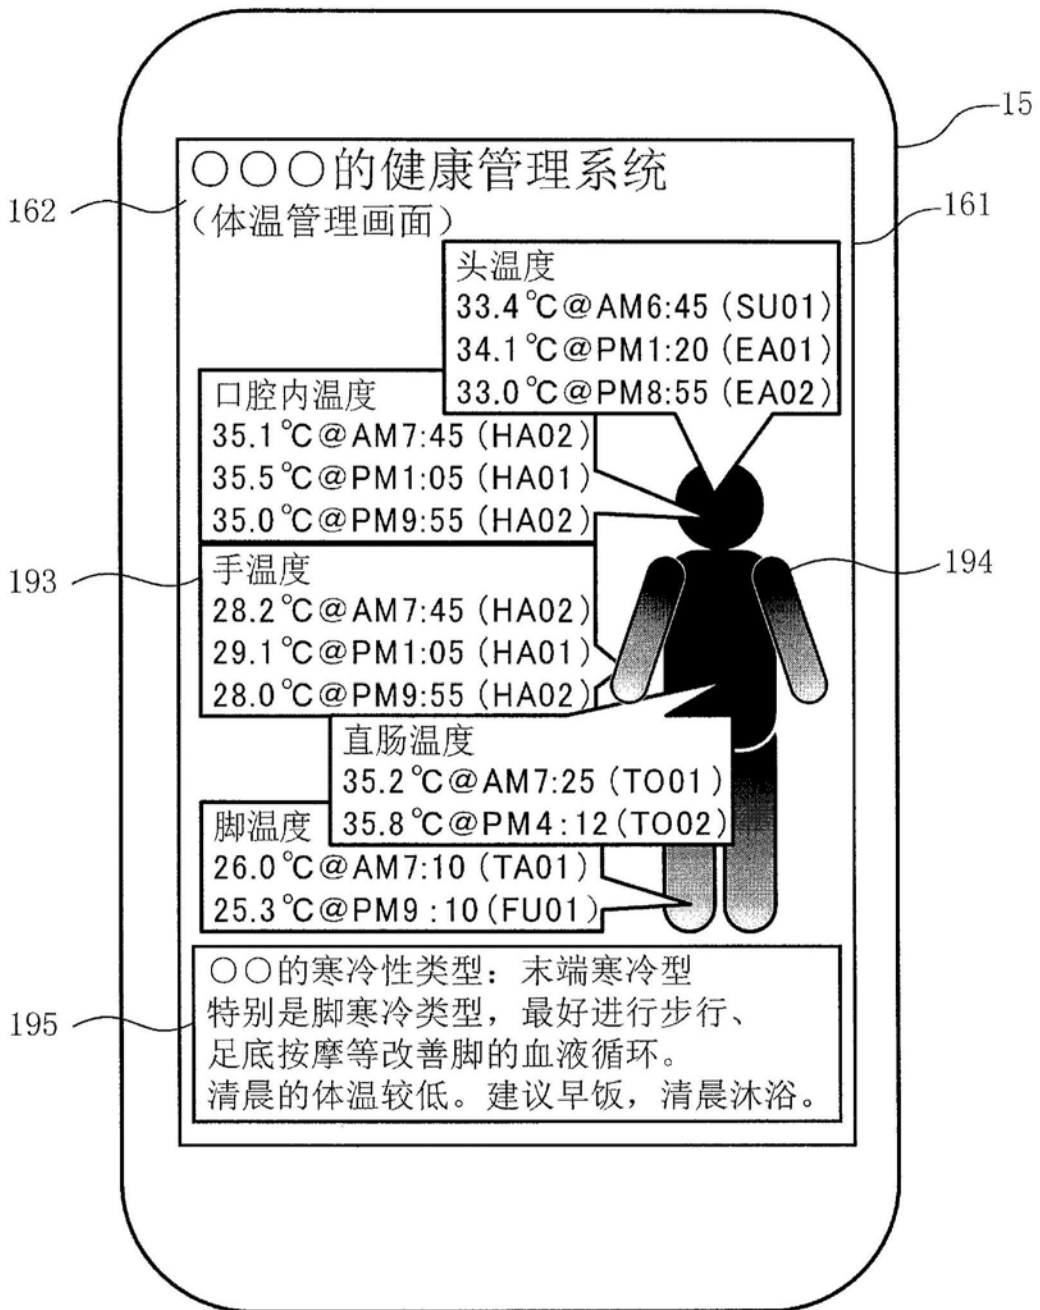 15
○○○的健康管理系统
162
161
（体温管理画面）
头温度
33.4℃@AM6:45 (SU01)
34.1℃@PM1:20 (EA01)
33.0℃@PM8:55 (EA02)
口腔内温度
35.1℃@AM7:45 (HA02)
35.5℃@PM1:05 (HA01)
35.0℃@PM9:55 (HA02)
193
194
手温度
28.2℃@AM7:45 (HA02)
29.1℃@PM1:05 (HA01)
28.0℃@PM9:55 (HA02)
直肠温度
35.2℃@AM7:25 (TO01)
35.8℃@PM4:12 (TO02)
脚温度
26.0℃@AM7:10 (TA01)
25.3℃@PM9:10 (FU01)
195
○○的寒冷性类型：末端寒冷型
特别是脚寒冷类型，最好进行步行、
足底按摩等改善脚的血液循环。
清晨的体温较低。建议早饭，清晨沐浴。